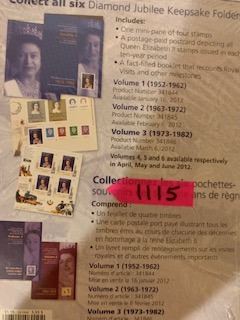 Collect all six Diamond Jubilee Keepsake Folder
Includes:
• One mini-pane of four stamps
• A postage-paid postcard depicting all
Queen Elizabeth II stamps issued in each
ten-year period.
• A fact-filled booklet that recounts Royal
Visits and other milestones
Volume 1 (1952-1962)
Product Number 341844
Available January 16, 2012
Volume 2 (1963-1972)
Product Number 341845
Available February 2012
Volume 3 (1973-1982)
Product Number 341846
Available March 6, 2012
Volumes 4, 5 and 6 available respectively
in April, May and June 2012.
Collection pochettes-
souv ans de règn
1115
Comprend :
• Un feuillet de quatre timbres
• Une carte postale port payé illustrant tous les
timbres émis au cours de chacune des décennies
en hommage à la reine Elizabeth II
• Un livret rempli de renseignements sur les visites
royales et d'autres événements importants
Volume 1 (1952-1962)
Numéro d'article : 341844
Mise en vente le 16 janvier 2012
Volume 2 (1963-1972)
Numéro d'article : 341845
Mise en vente le février 2012
Volume 3 (1973-1982)